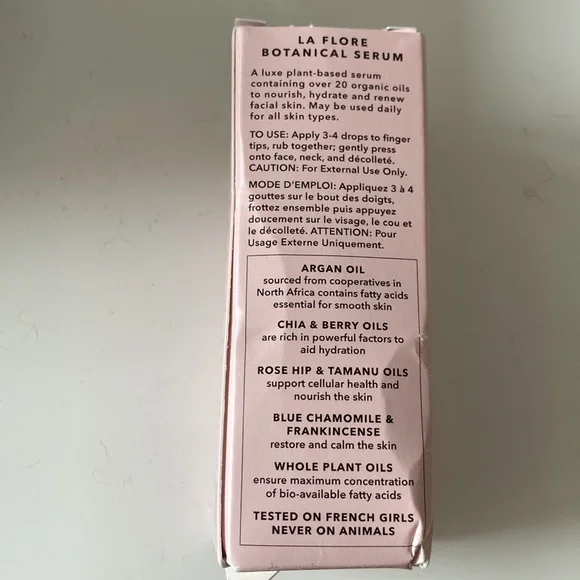 LA FLORE
BOTANICAL SERUM
A luxe plant-based serum
containing over 20 organic oils
to nourish, hydrate and renew
facial skin. May be used daily
for all skin types.
TO USE: Apply 3-4 drops to finger
tips, rub together; gently press
onto face, neck, and décolleté.
CAUTION: For External Use Only.
MODE D'EMPLOI: Appliquez 3 à 4
gouttes sur le bout des doigts,
frottez ensemble puis appuyez
doucement sur le visage, le cou et
le décolleté. ATTENTION: Pour
Usage Externe Uniquement.
ARGAN OIL
sourced from cooperatives in
North Africa contains fatty acids
essential for smooth skin
CHIA & BERRY OILS
are rich in powerful factors to
aid hydration
ROSE HIP & TAMANU OILS
support cellular health and
nourish the skin
BLUE CHAMOMILE &
FRANKINCENSE
restore and calm the skin
WHOLE PLANT OILS
ensure maximum concentration
of bio-available fatty acids
TESTED ON FRENCH GIRLS
NEVER ON ANIMALS